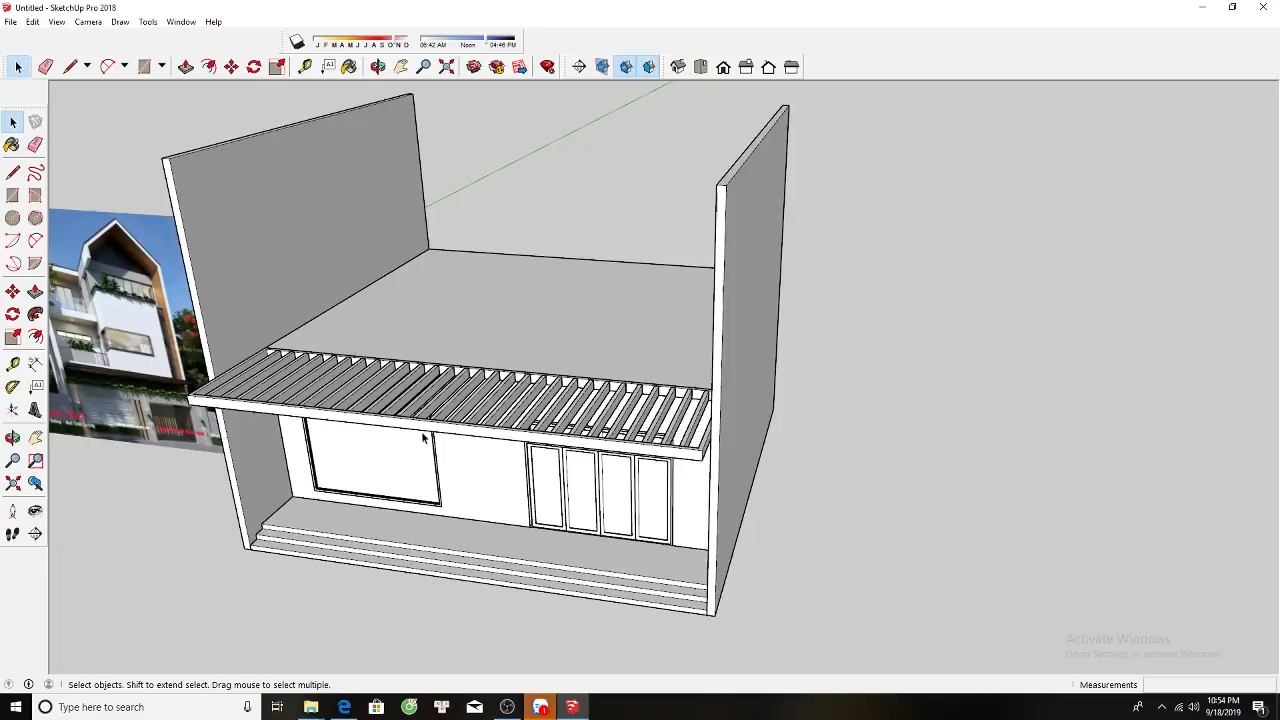 Untitled - SketchUp Pro 2018
File Edit View Camera Draw Tools Window Help
J F M A M J J A S O N D 06:42 AM Noon 04:46 PM
A1
A1
Activate Windows
Go to Settings to activate Windows.
Select objects. Shift to extend select. Drag mouse to select multiple.
Measurements
Type here to search
10:54 PM
9/18/2019